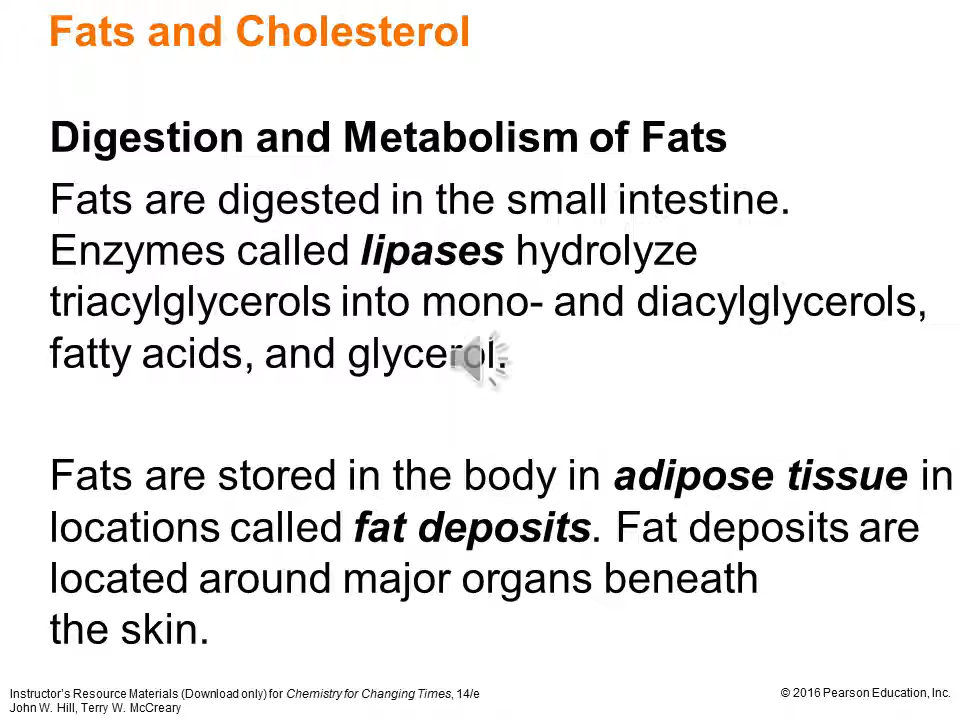 Fats and Cholesterol
Digestion and Metabolism of Fats
Fats are digested in the small intestine.
Enzymes called lipases hydrolyze
triacylglycerols into mono- and diacylglycerols,
fatty acids, and glycerol.
Fats are stored in the body in adipose tissue in
locations called fat deposits. Fat deposits are
located around major organs beneath
the skin.
Instructor's Resource Materials (Download only) for Chemistry for Changing Times, 14/e
John W. Hill, Terry W. McCreary
© 2016 Pearson Education, Inc.